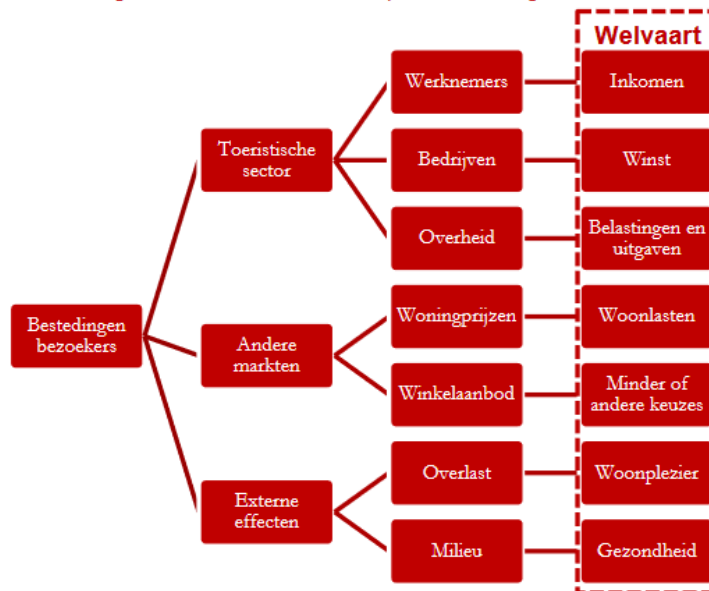 Welvaart
Werknemers
Inkomen
Toeristische
sector
Bedrijven
Winst
Overheid
Belastingen en
uitgaven
Bestedingen
bezoekers
Andere
markten
Woningprijzen
Woonlasten
Winkelaanbod
Minder of
andere keuzes
Externe
effecten
Overlast
Woonplezier
Milieu
Gezondheid